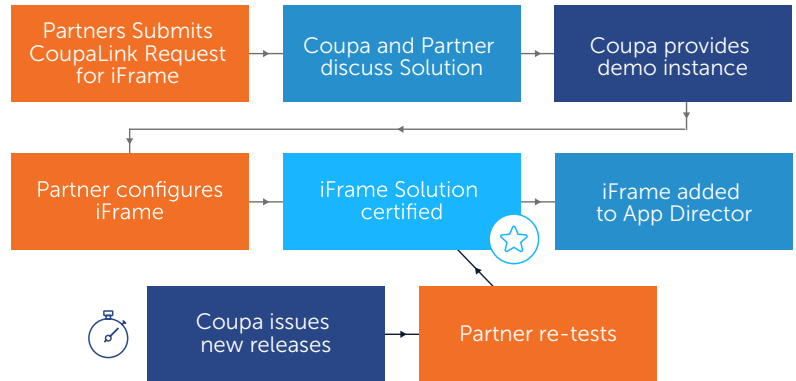 Partners Submits
CoupaLink Request
for iFrame
Coupa and Partner
discuss Solution
Coupa provides
demo instance
Partner configures
iFrame
iFrame Solution
certified
iFrame added
to App Director
Coupa issues
new releases
Partner re-tests